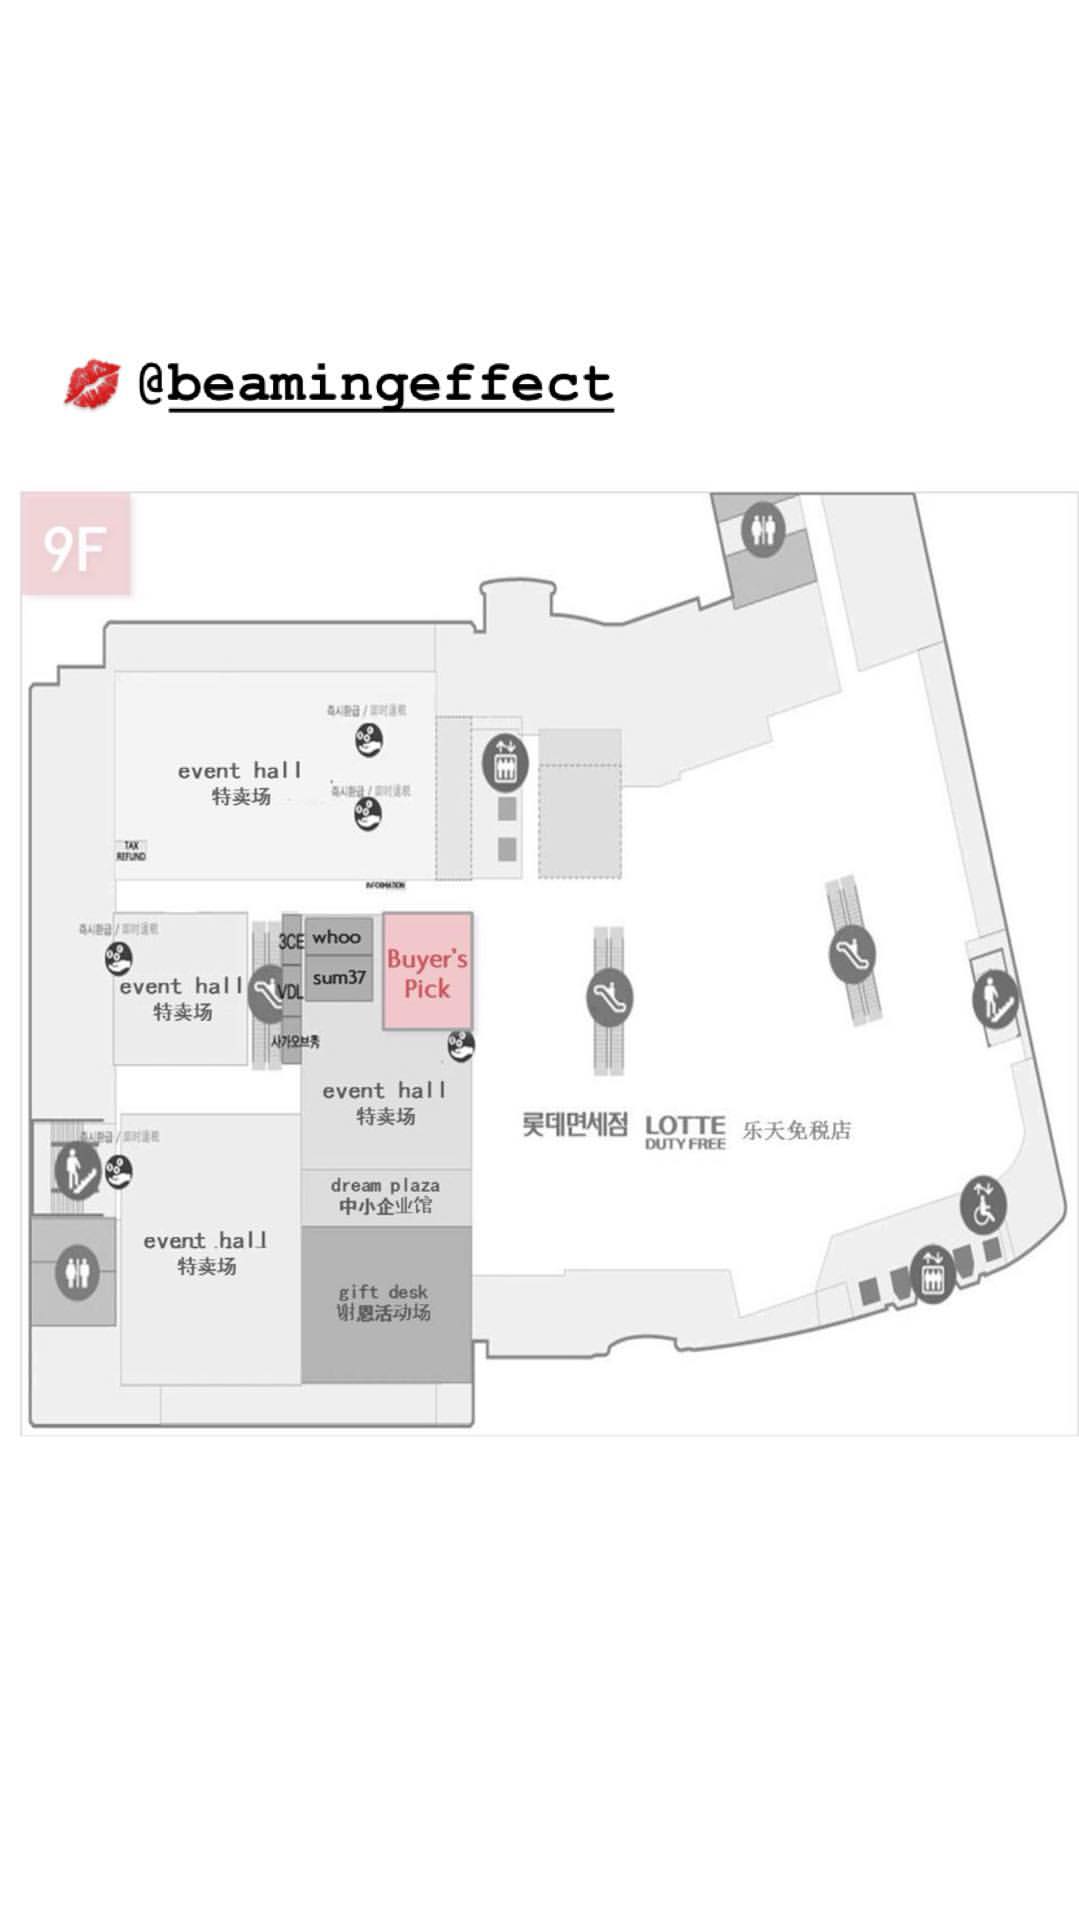 💋 @beamingeffect
9F
즉시환급 / 即时退税
event hall
特卖场
즉시환급 / 即时退税
TAX
REFUND
INFORMATION
즉시환급 / 即时退税
event hall
特卖场
3CE
VDL
사가오브秀
whoo
sum37
Buyer's
Pick
event hall
特卖场
롯데면세점 LOTTE DUTY FREE 乐天免税店
즉시환급 / 即时退税
dream plaza
中小企业馆
event hall
特卖场
gift desk
谢恩活动场